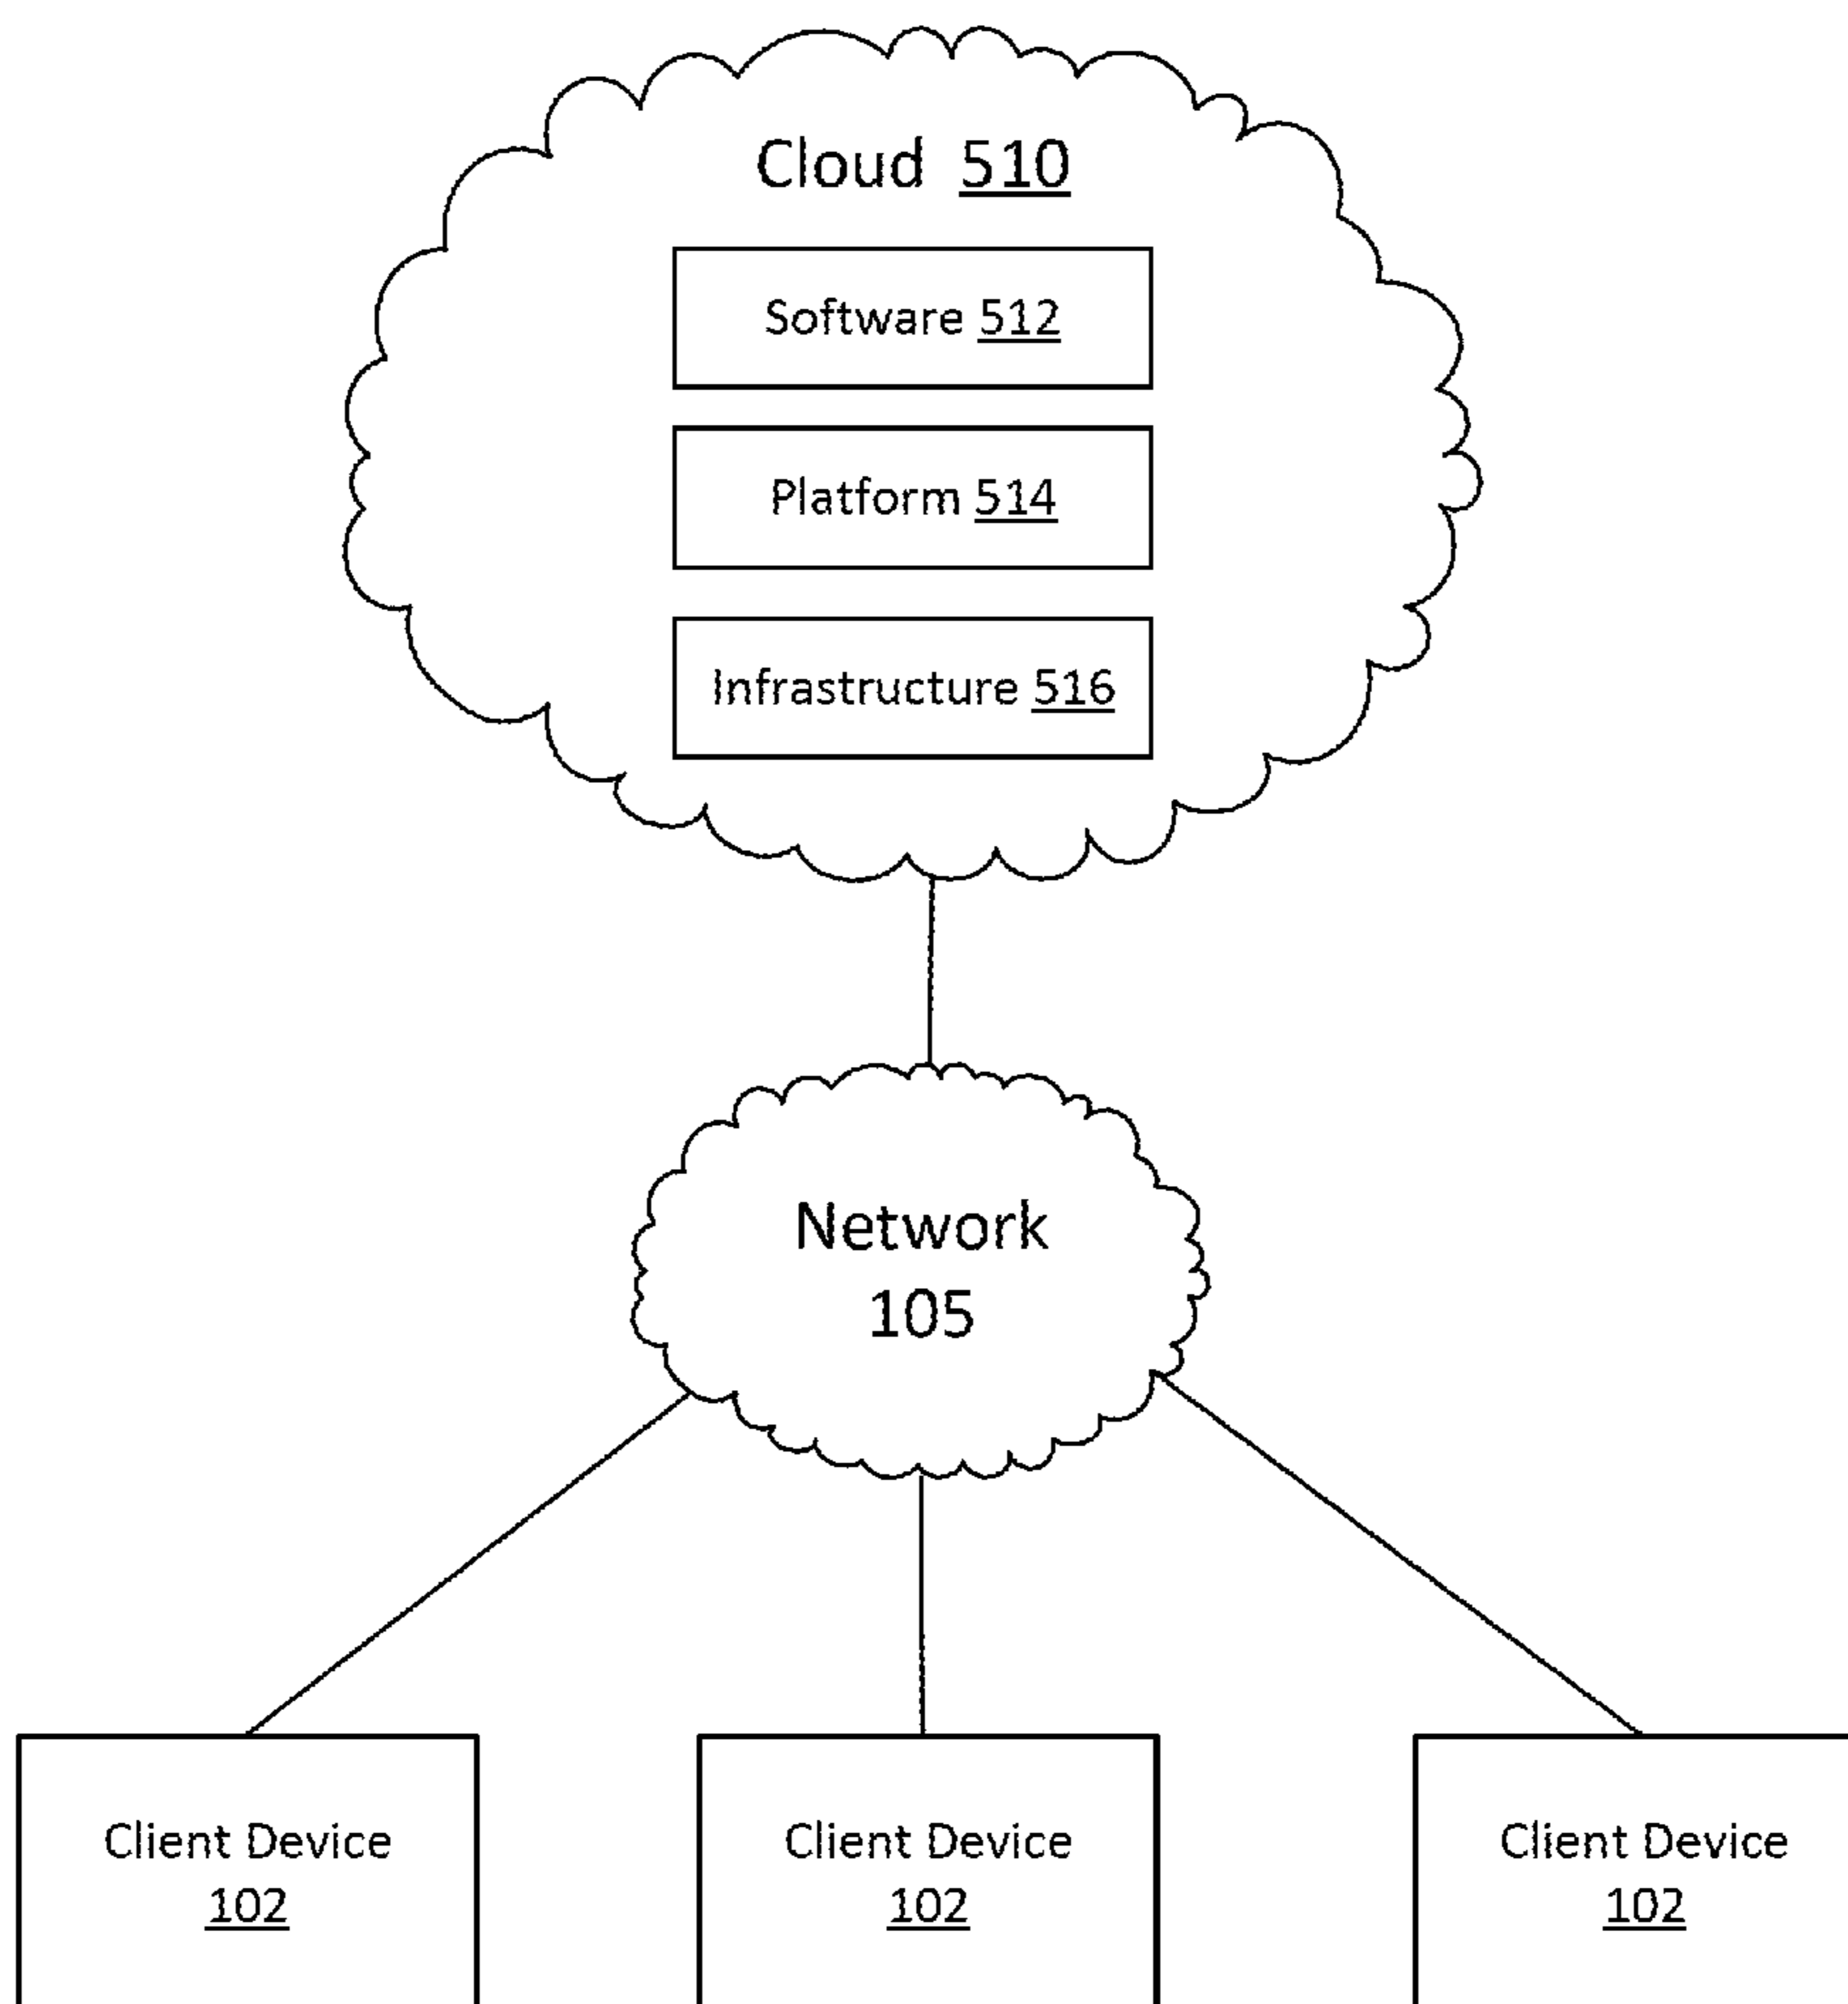 Cloud 510
Software 512
Platform 514
Infrastructure 516
Network
105
Client Device
102
Client Device
102
Client Device
102